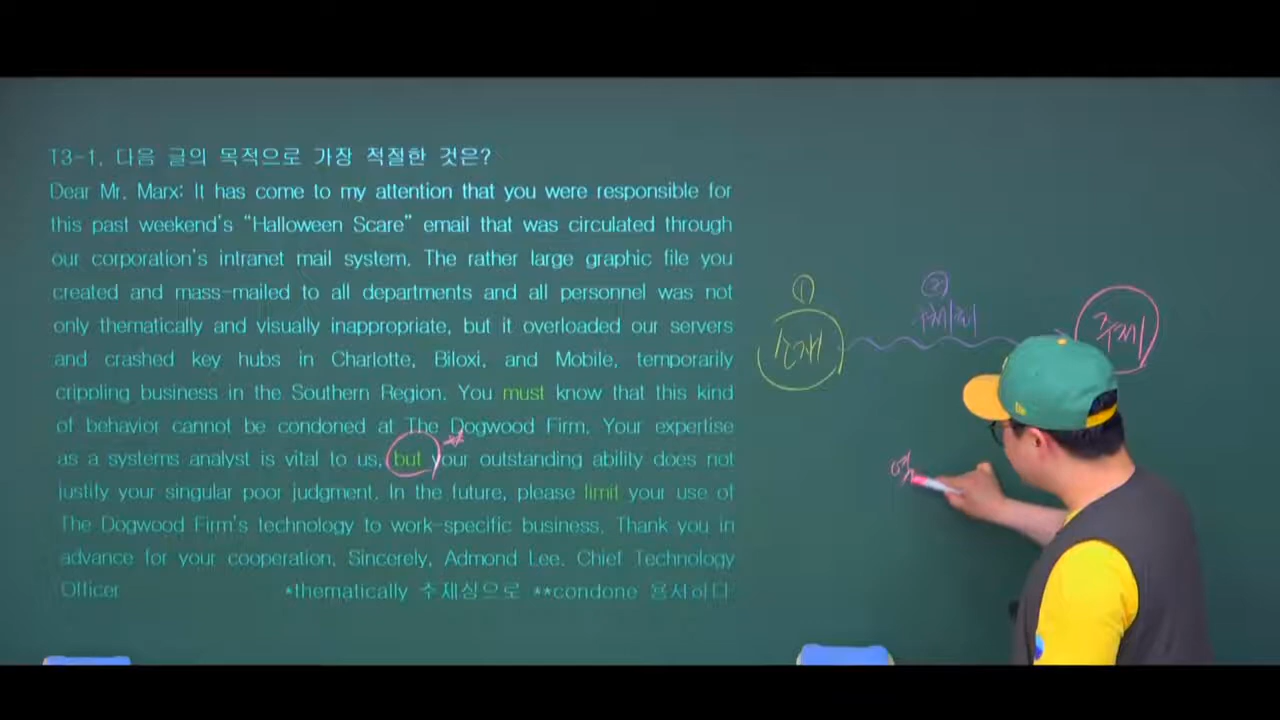 T3-1. 다음 글의 목적으로 가장 적절한 것은?
Dear Mr. Marx: It has come to my attention that you were responsible for
this past weekend's “Halloween Scare” email that was circulated through
our corporation's intranet mail system. The rather large graphic file you
created and mass-mailed to all departments and all personnel was not
only thematically and visually inappropriate, but it overloaded our servers
and crashed key hubs in Charlotte, Biloxi, and Mobile, temporarily
crippling business in the Southern Region. You must know that this kind
of behavior cannot be condoned at The Dogwood Firm. Your expertise
as a systems analyst is vital to us, but your outstanding ability does not
justify your singular poor judgment. In the future, please limit your use of
The Dogwood Firm's technology to work-specific business. Thank you in
advance for your cooperation. Sincerely, Admond Lee. Chief Technology
Officer *thematically 주제상으로 **condone 용서하다
① ②
소재 주제